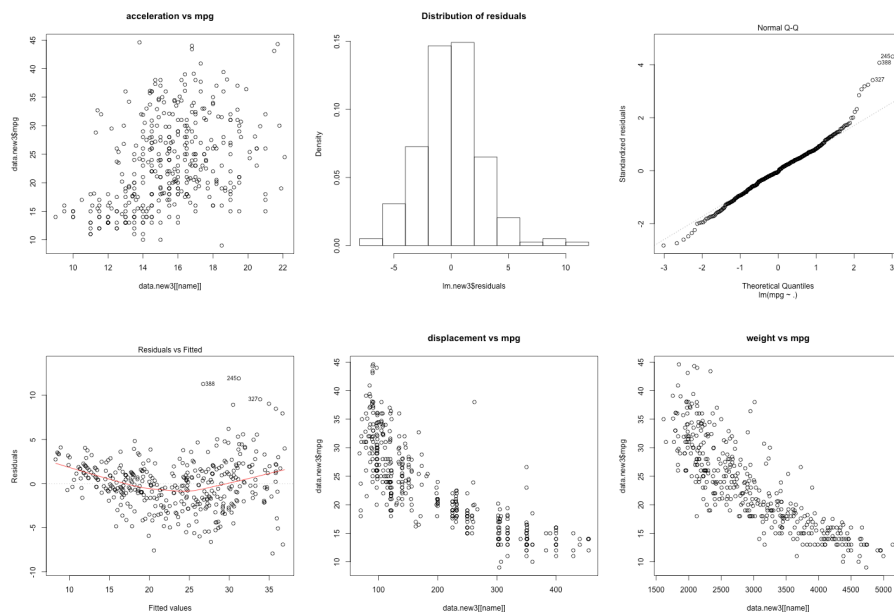 acceleration vs mpg
data.new3$mpg
10 15 20 25 30 35 40 45
10 12 14 16 18 20 22
data.new3[[name]]
Distribution of residuals
Density
0.00 0.05 0.10 0.15
-5 0 5 10
lm.new3$residuals
Normal Q-Q
Standardized residuals
-2 0 2 4
245
388
327
-3 -2 -1 0 1 2 3
Theoretical Quantiles
lm(mpg ~ .)
Residuals vs Fitted
Residuals
-10 -5 0 5 10
388
245
327
10 15 20 25 30 35
Fitted values
displacement vs mpg
data.new3$mpg
10 15 20 25 30 35 40 45
100 200 300 400
data.new3[[name]]
weight vs mpg
data.new3$mpg
10 15 20 25 30 35 40 45
1500 2000 2500 3000 3500 4000 4500 5000
data.new3[[name]]